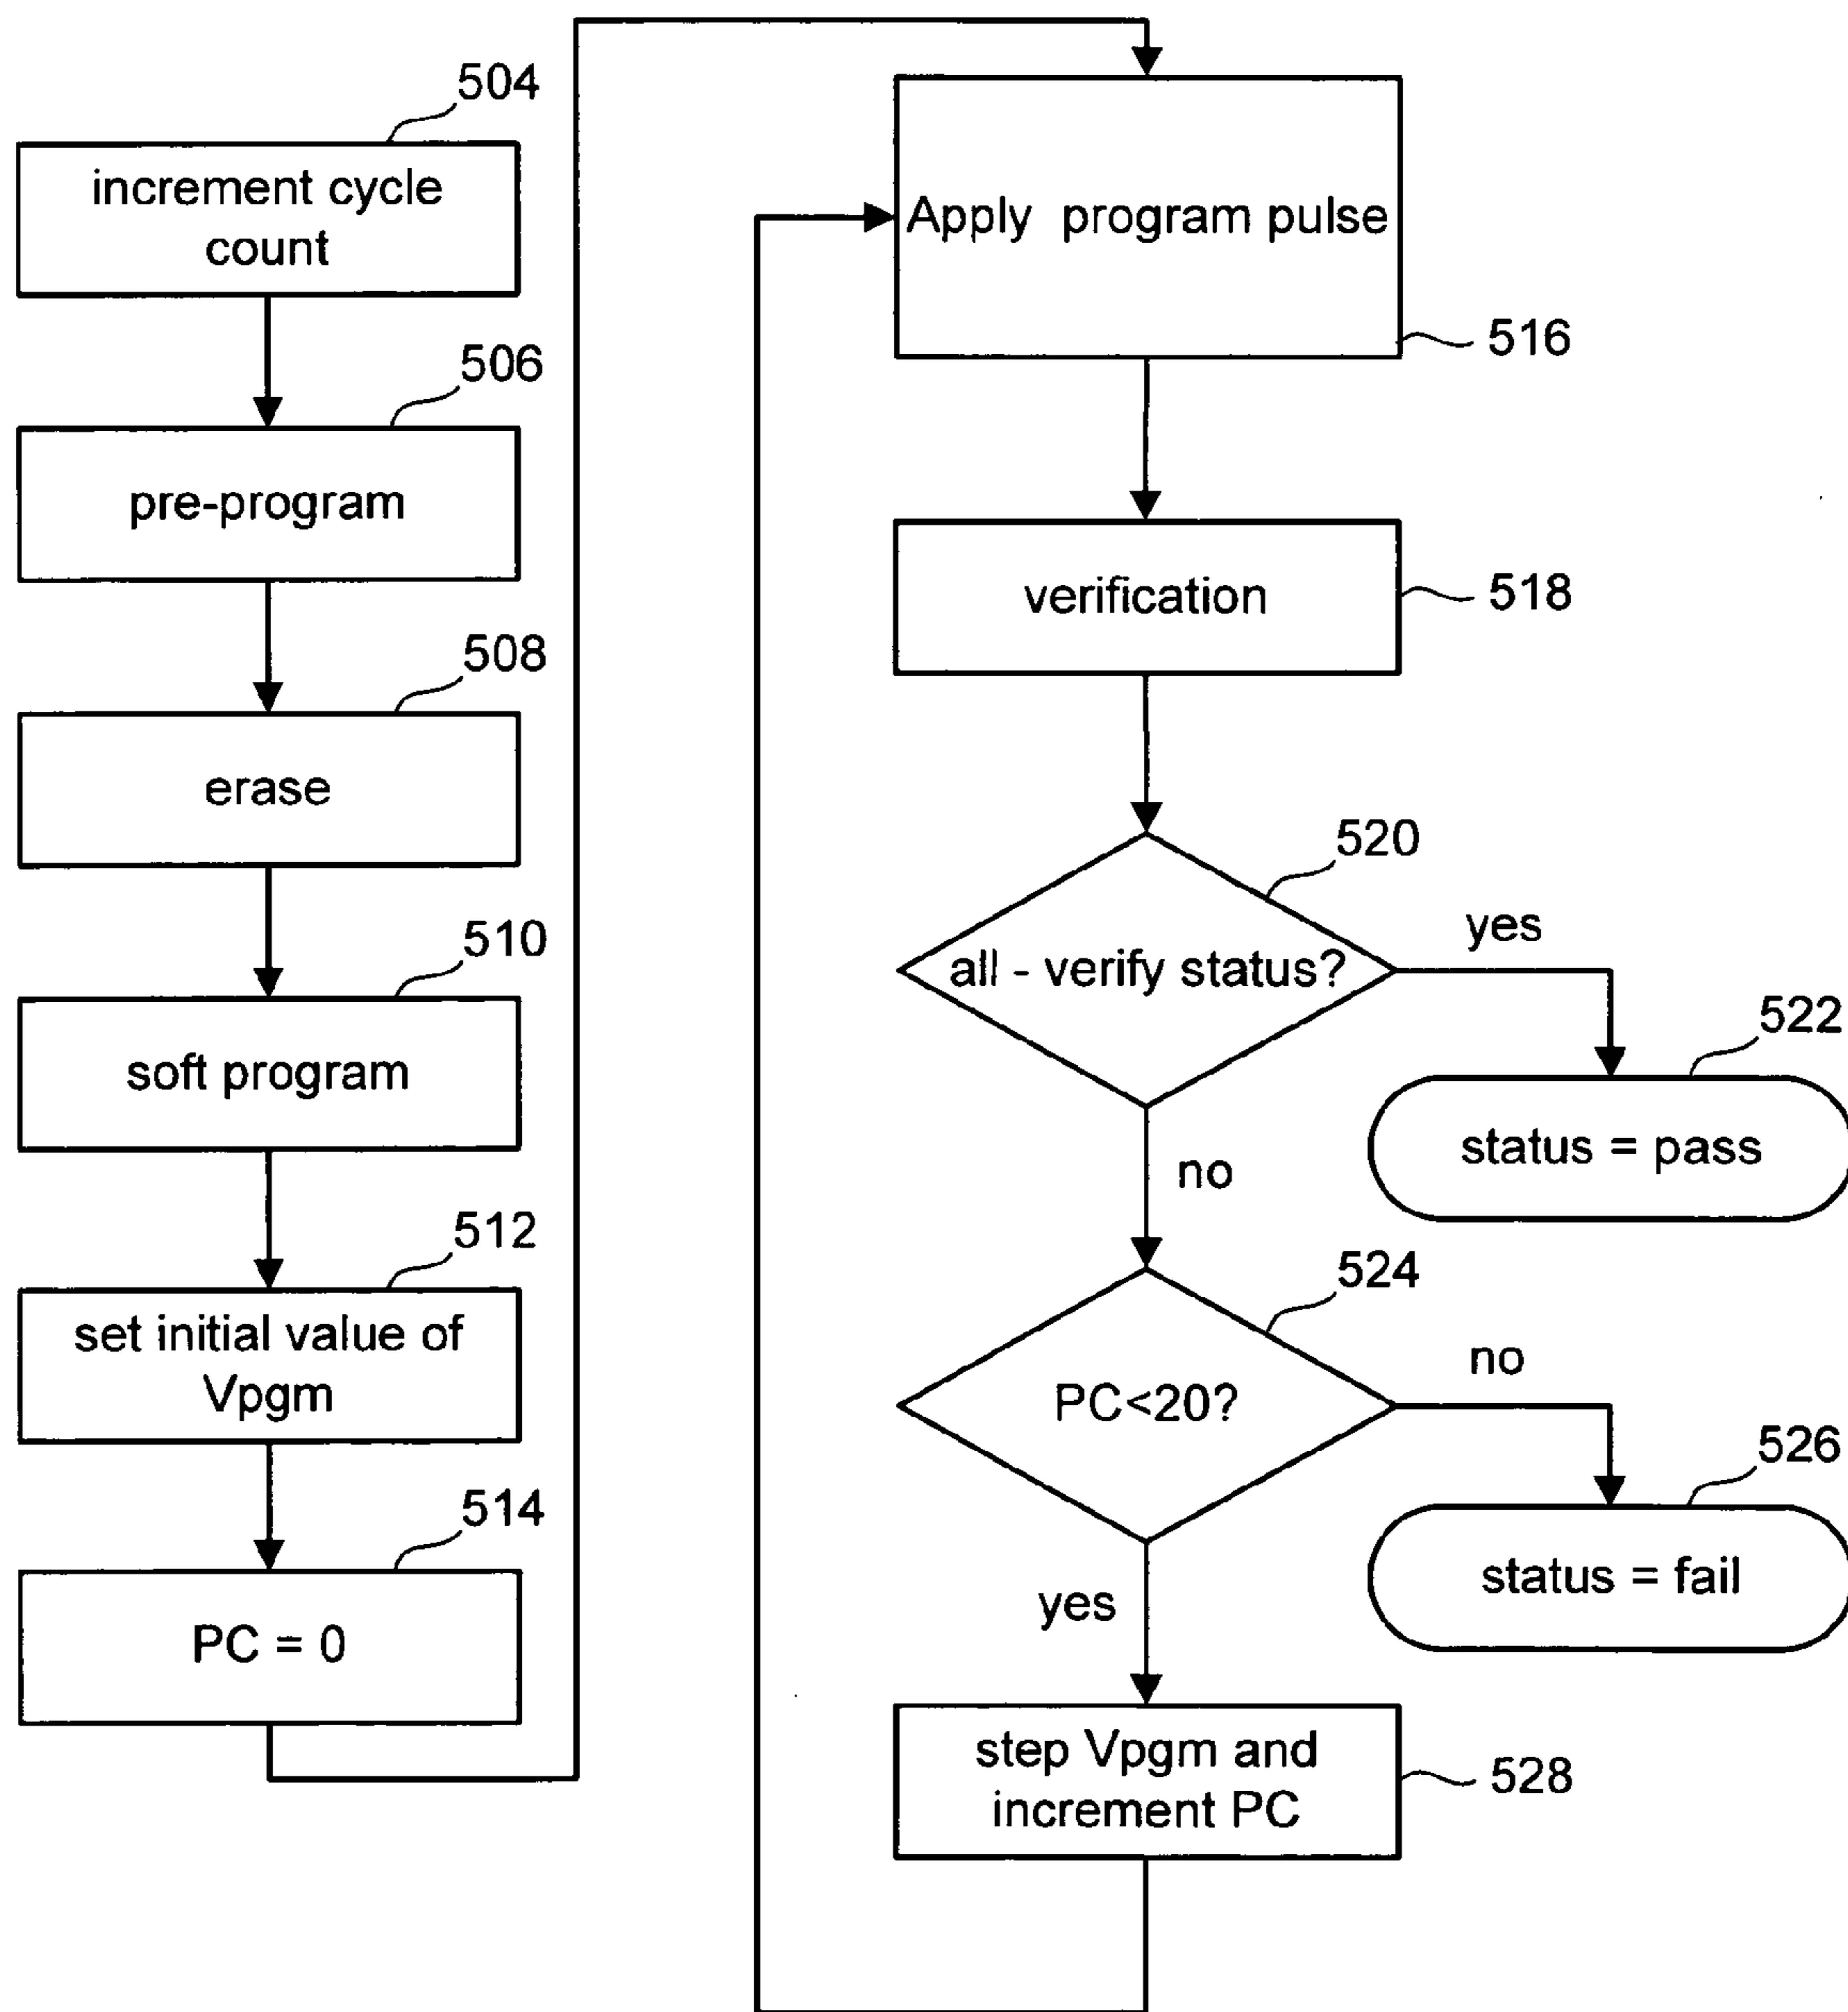 504
increment cycle
count
506
pre-program
508
erase
510
soft program
512
set initial value of
Vpgm
514
PC = 0
Apply program pulse
516
verification
518
520
all - verify status?
yes
522
status = pass
no
524
PC<20?
no
526
status = fail
yes
step Vpgm and
increment PC
528